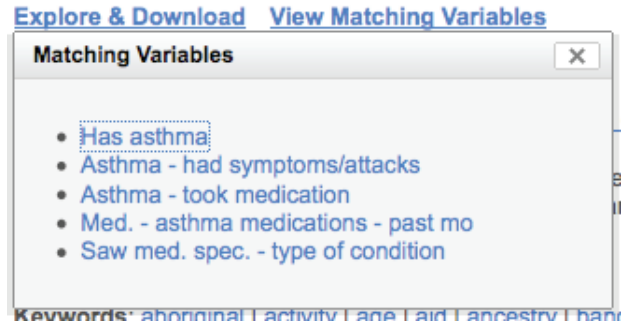 Explore & Download View Matching Variables
Matching Variables
Has asthma
Asthma - had symptoms/attacks
Asthma - took medication
Med. - asthma medications - past mo
Saw med. spec. - type of condition
Keywords: aboriginal | activity | age | aid | ancestry |